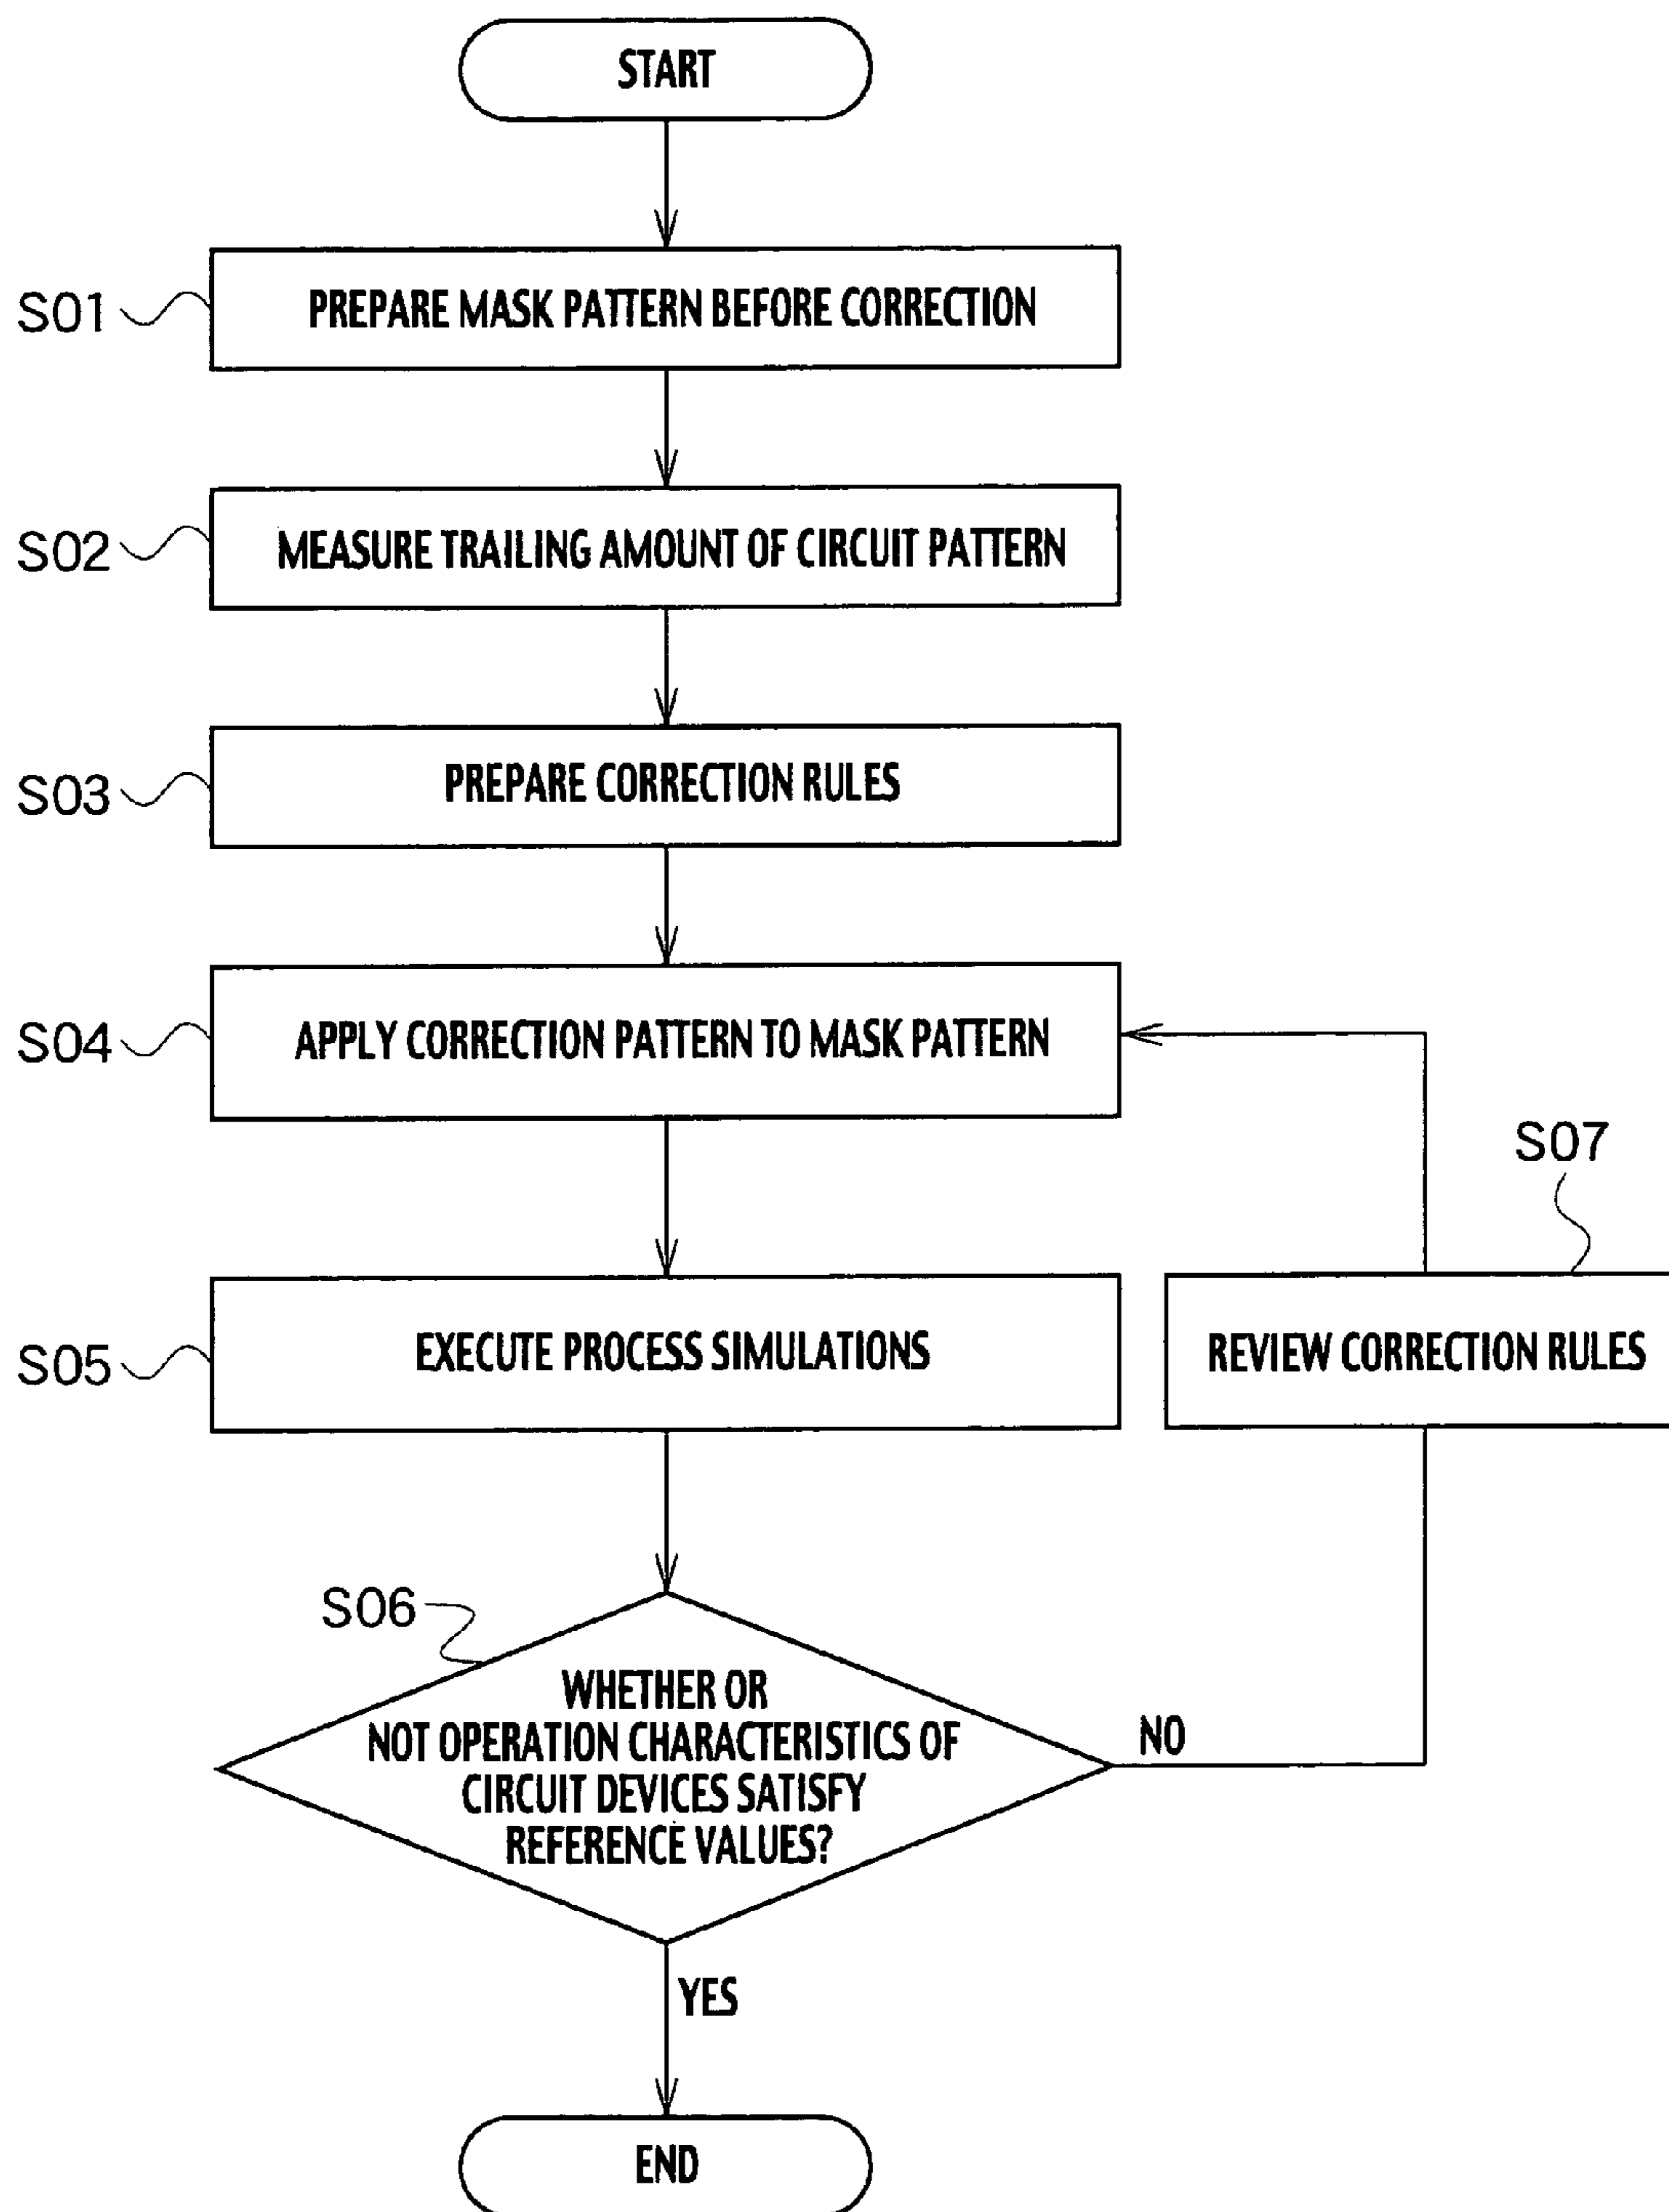 START
S01
PREPARE MASK PATTERN BEFORE CORRECTION
S02
MEASURE TRAILING AMOUNT OF CIRCUIT PATTERN
S03
PREPARE CORRECTION RULES
S04
APPLY CORRECTION PATTERN TO MASK PATTERN
S07
S05
EXECUTE PROCESS SIMULATIONS
REVIEW CORRECTION RULES
S06
WHETHER OR
NOT OPERATION CHARACTERISTICS OF
CIRCUIT DEVICES SATISFY
REFERENCE VALUES?
NO
YES
END